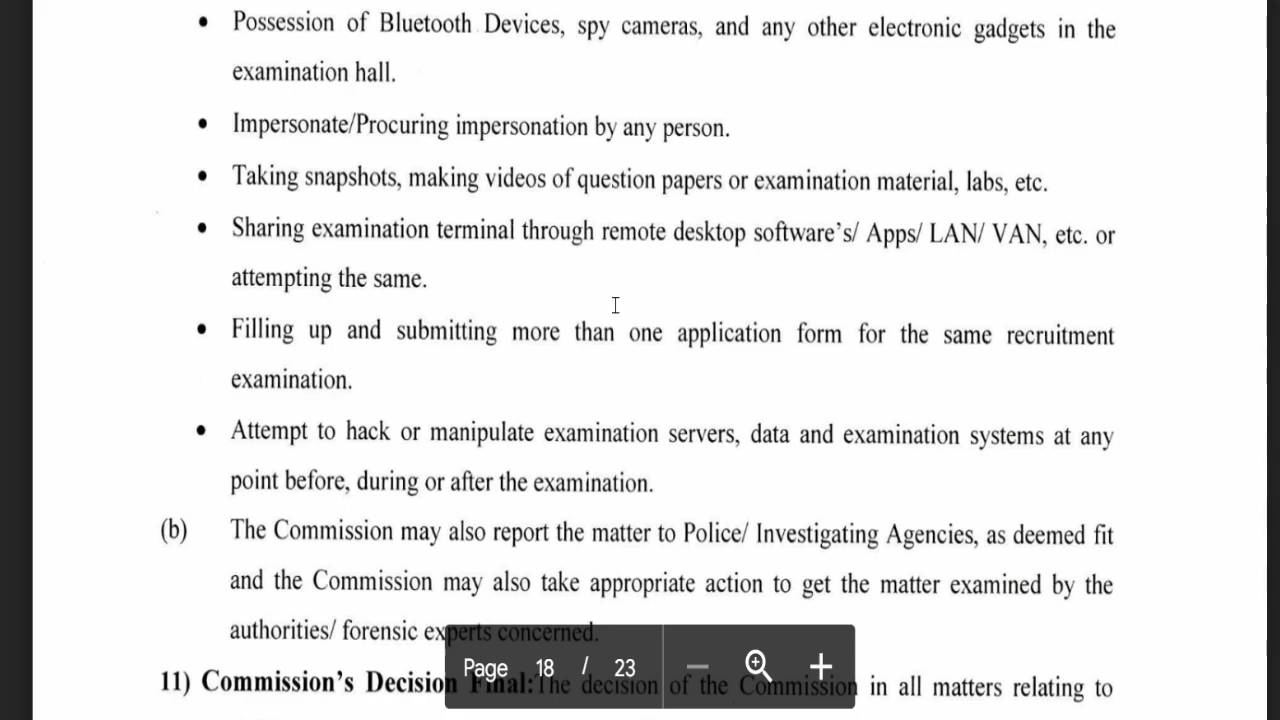 • Possession of Bluetooth Devices, spy cameras, and any other electronic gadgets in the
examination hall.
• Impersonate/Procuring impersonation by any person.
• Taking snapshots, making videos of question papers or examination material, labs, etc.
• Sharing examination terminal through remote desktop software's/ Apps/ LAN/ VAN, etc. or
attempting the same.
• Filling up and submitting more than one application form for the same recruitment
examination.
• Attempt to hack or manipulate examination servers, data and examination systems at any
point before, during or after the examination.
(b) The Commission may also report the matter to Police/ Investigating Agencies, as deemed fit
and the Commission may also take appropriate action to get the matter examined by the
authorities/ forensic experts concerned.
Page 18 / 23
11) Commission's Decision Final:The decision of the Commission in all matters relating to